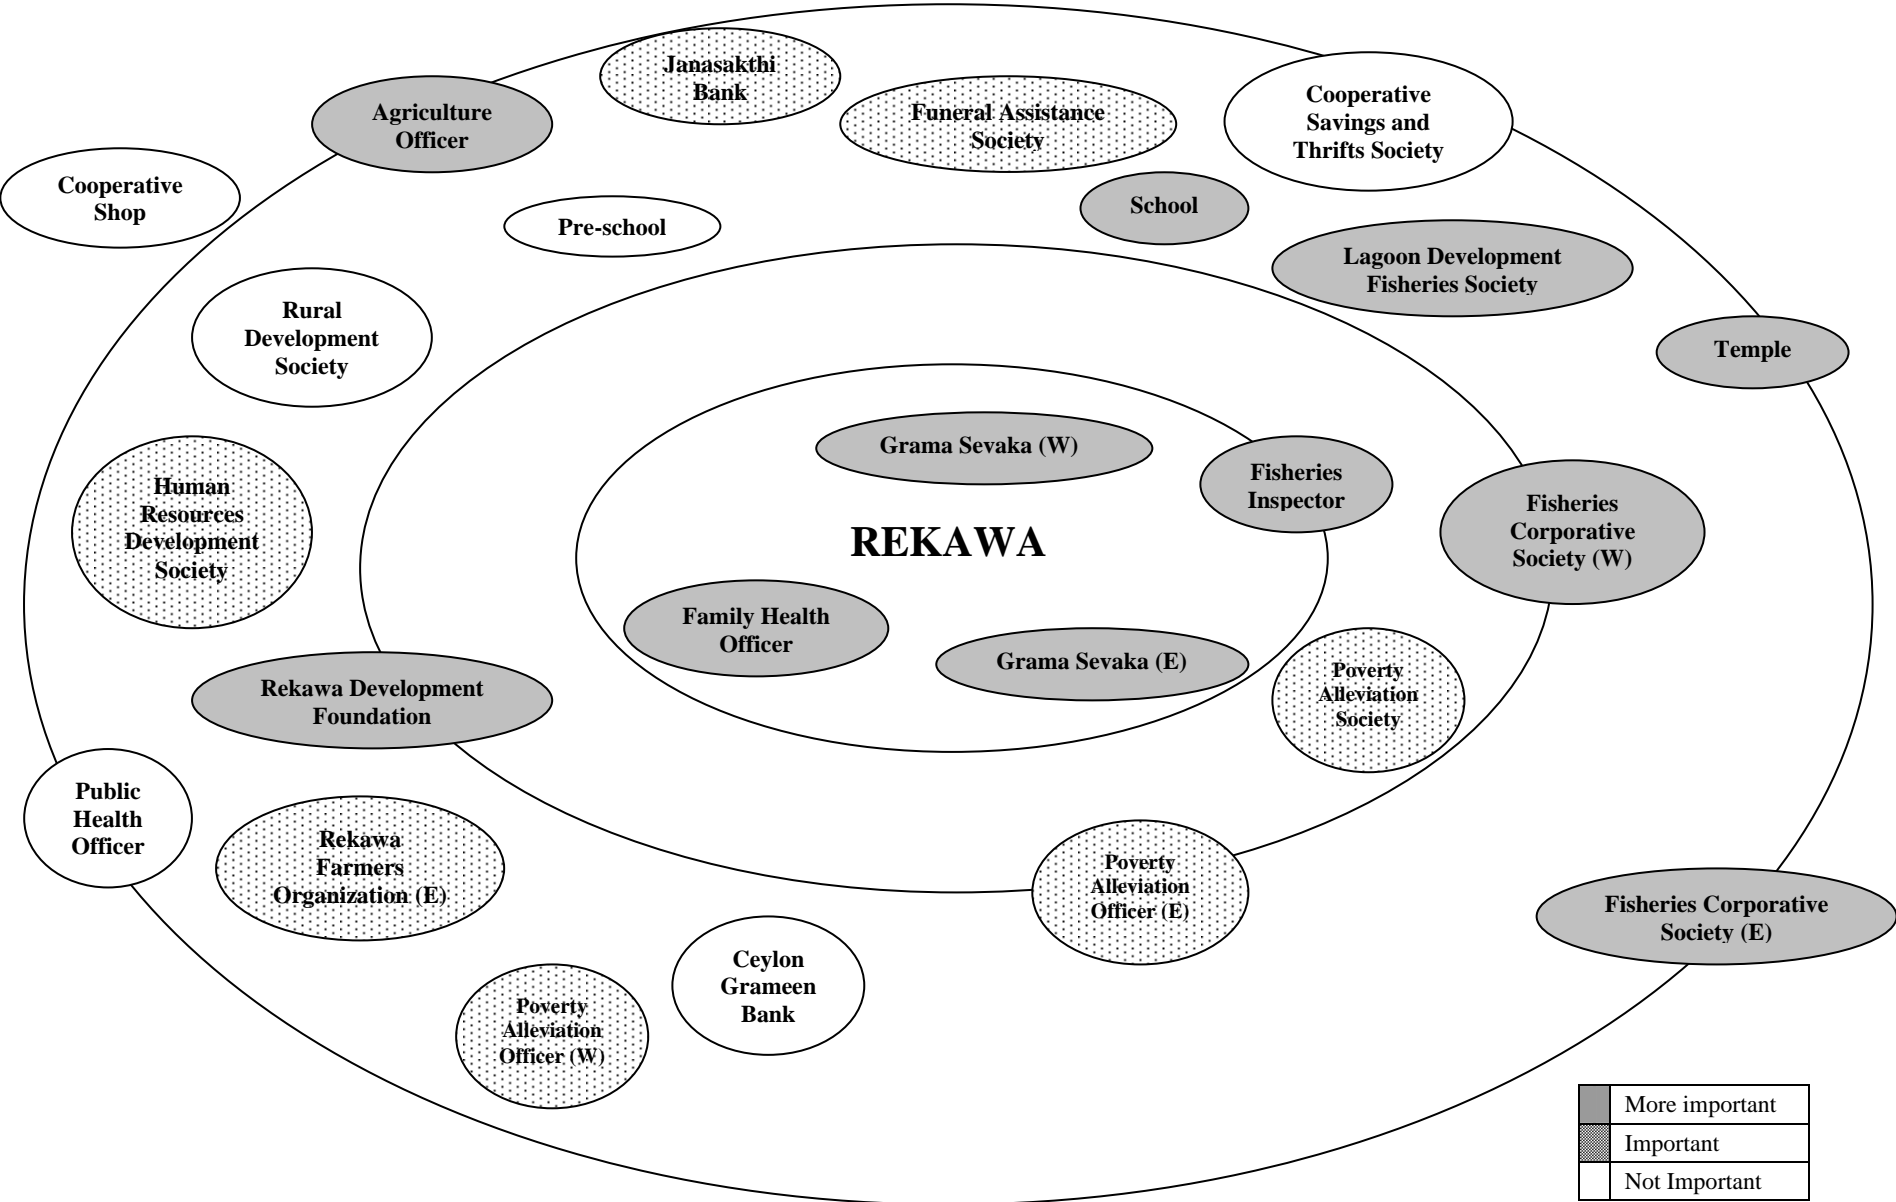 Janasakthi
Bank
Agriculture
Officer
Funeral Assistance
Society
Cooperative
Savings and
Thrifts Society
Cooperative
Shop
Pre-school
School
Lagoon Development
Fisheries Society
Rural
Development
Society
Temple
Human
Resources
Development
Society
Grama Sevaka (W)
Fisheries
Inspector
Fisheries
Corporative
Society (W)
REKAWA
Family Health
Officer
Grama Sevaka (E)
Poverty
Alleviation
Society
Rekawa Development
Foundation
Public
Health
Officer
Rekawa
Farmers
Organization (E)
Poverty
Alleviation
Officer (E)
Fisheries Corporative
Society (E)
Ceylon
Grameen
Bank
Poverty
Alleviation
Officer (W)
More important
Important
Not Important